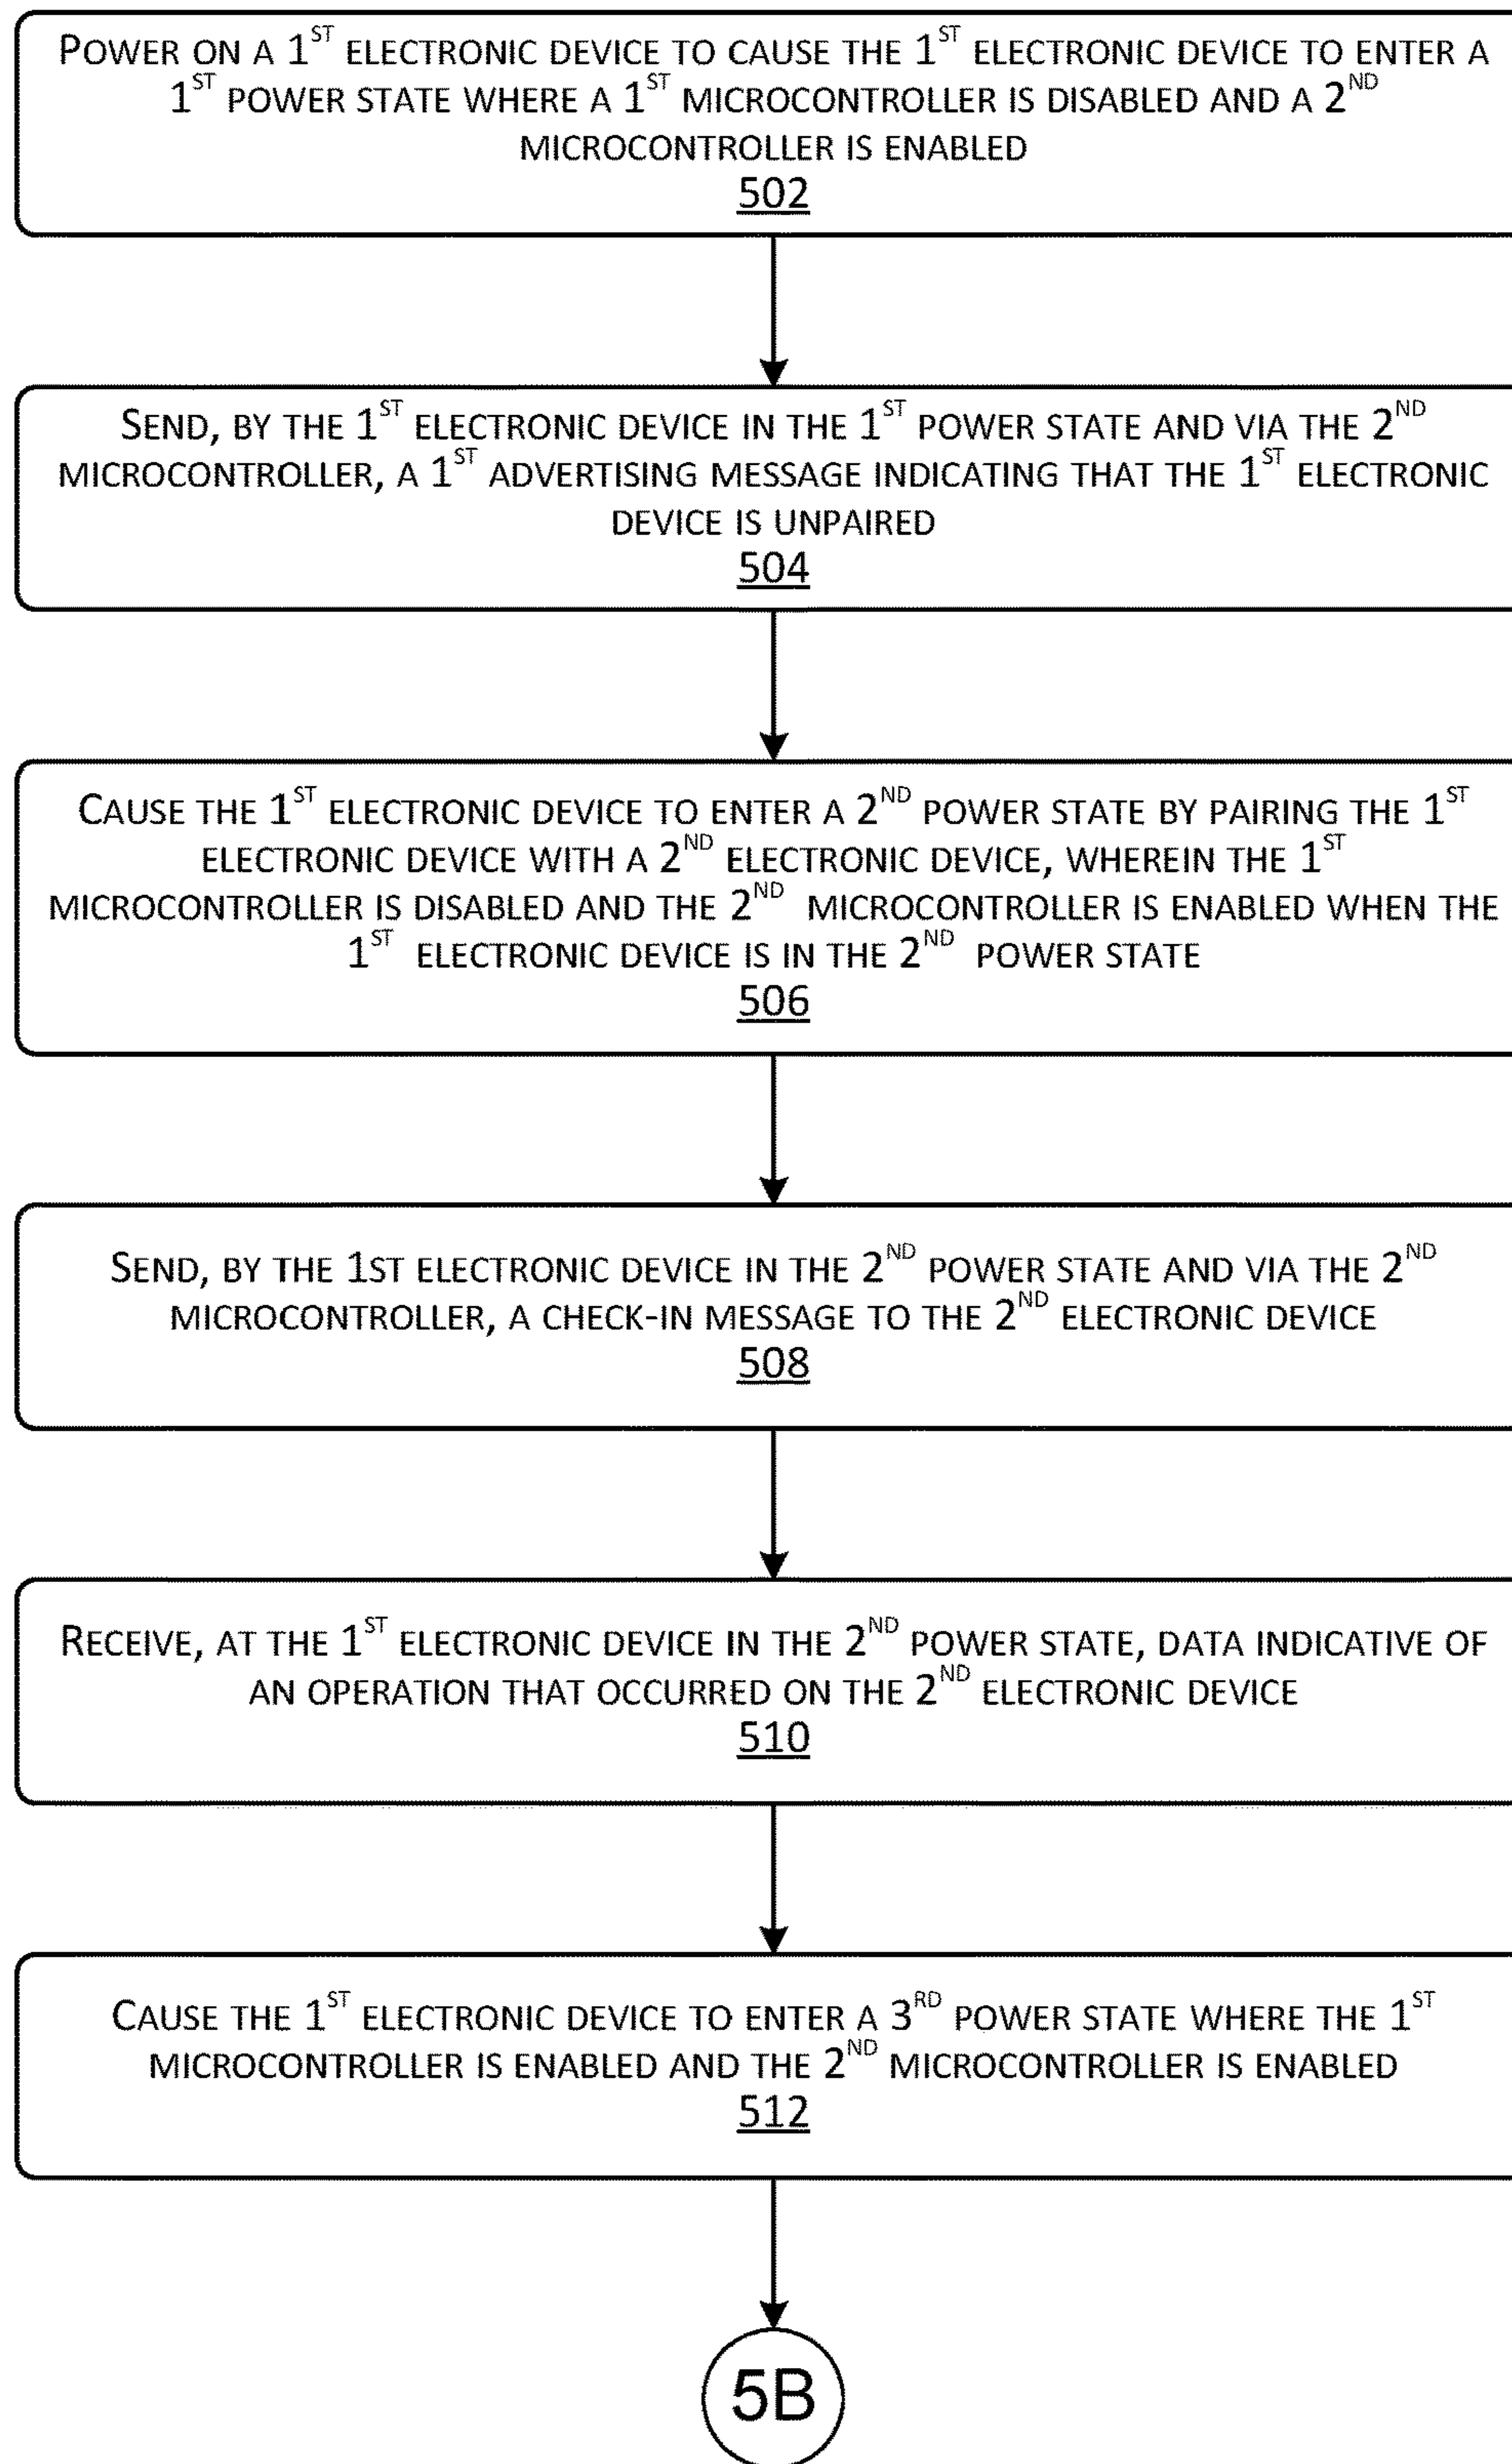 POWER ON A 1ST ELECTRONIC DEVICE TO CAUSE THE 1ST ELECTRONIC DEVICE TO ENTER A
1ST POWER STATE WHERE A 1ST MICROCONTROLLER IS DISABLED AND A 2ND
MICROCONTROLLER IS ENABLED
502
SEND, BY THE 1ST ELECTRONIC DEVICE IN THE 1ST POWER STATE AND VIA THE 2ND
MICROCONTROLLER, A 1ST ADVERTISING MESSAGE INDICATING THAT THE 1ST ELECTRONIC
DEVICE IS UNPAIRED
504
CAUSE THE 1ST ELECTRONIC DEVICE TO ENTER A 2ND POWER STATE BY PAIRING THE 1ST
ELECTRONIC DEVICE WITH A 2ND ELECTRONIC DEVICE, WHEREIN THE 1ST
MICROCONTROLLER IS DISABLED AND THE 2ND MICROCONTROLLER IS ENABLED WHEN THE
1ST ELECTRONIC DEVICE IS IN THE 2ND POWER STATE
506
SEND, BY THE 1ST ELECTRONIC DEVICE IN THE 2ND POWER STATE AND VIA THE 2ND
MICROCONTROLLER, A CHECK-IN MESSAGE TO THE 2ND ELECTRONIC DEVICE
508
RECEIVE, AT THE 1ST ELECTRONIC DEVICE IN THE 2ND POWER STATE, DATA INDICATIVE OF
AN OPERATION THAT OCCURRED ON THE 2ND ELECTRONIC DEVICE
510
CAUSE THE 1ST ELECTRONIC DEVICE TO ENTER A 3RD POWER STATE WHERE THE 1ST
MICROCONTROLLER IS ENABLED AND THE 2ND MICROCONTROLLER IS ENABLED
512
5B